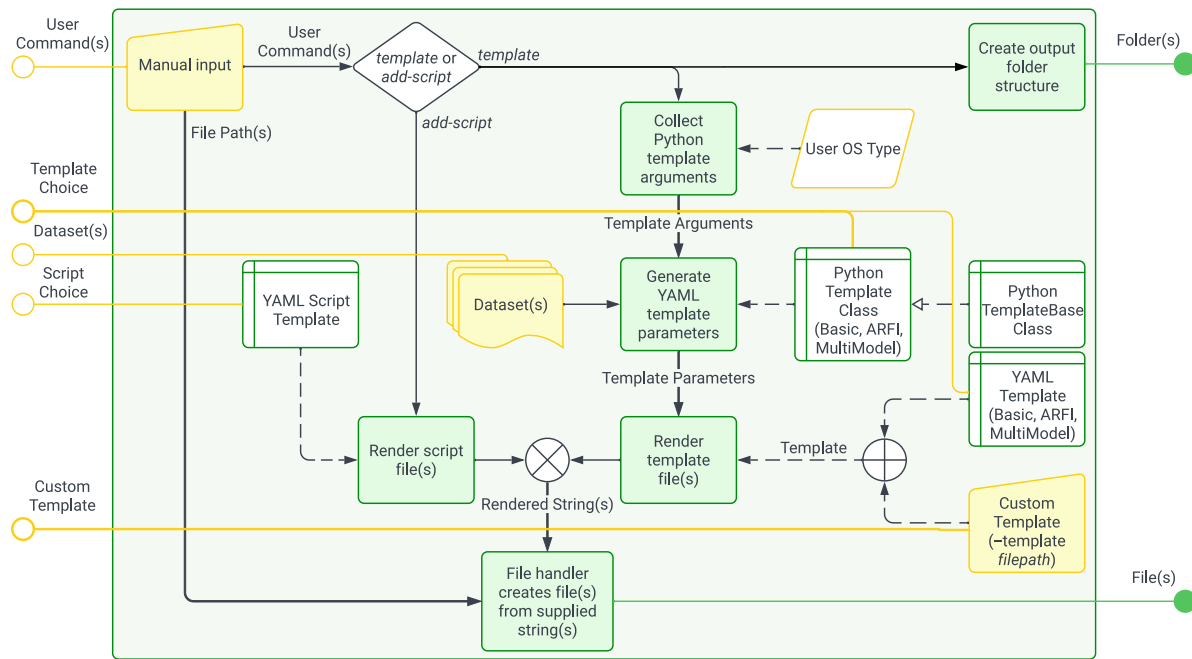 User
Command(s)
Manual input
User
Command(s)
template or
add-script
template
Create output
folder
structure
Folder(s)
File Path(s)
add-script
Collect
Python
template
arguments
User OS Type
Template
Choice
Template Arguments
Dataset(s)
Script
Choice
YAML Script
Template
Dataset(s)
Generate
YAML
template
parameters
Python
Template
Class
(Basic, ARFI,
MultiModel)
Python
TemplateBase
Class
Template Parameters
YAML
Template
(Basic, ARFI,
MultiModel)
Render script
file(s)
Render
template
file(s)
Template
Custom
Template
Rendered String(s)
Custom
Template
(–template
filepath)
File handler
creates file(s)
from supplied
string(s)
File(s)